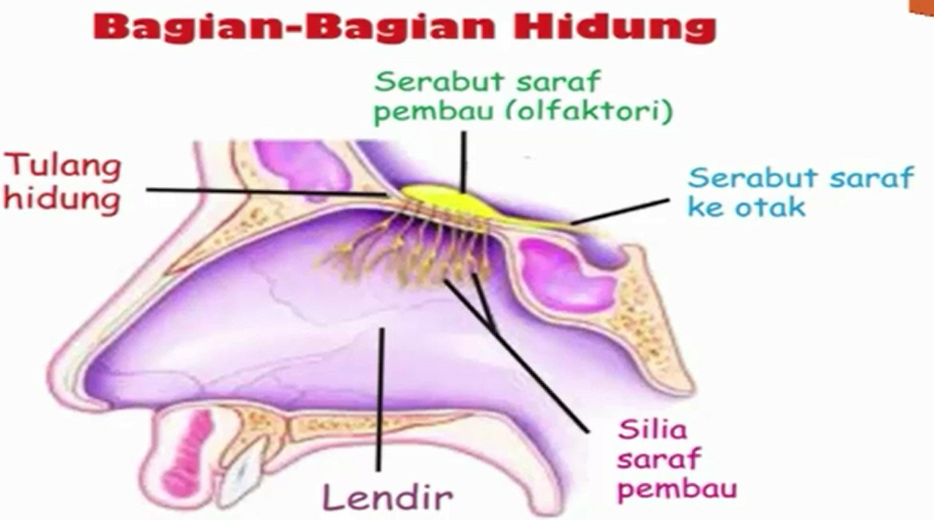 Bagian-Bagian Hidung
Serabut saraf
pembau (olfaktori)
Tulang
hidung
Serabut saraf
ke otak
Silia
saraf
pembau
Lendir